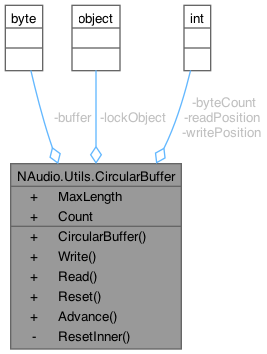 byte
object
int
-buffer
-lockObject
-byteCount
-readPosition
-writePosition
NAudio.Utils.CircularBuffer
+ MaxLength
+ Count
+ CircularBuffer()
+ Write()
+ Read()
+ Reset()
+ Advance()
- ResetInner()